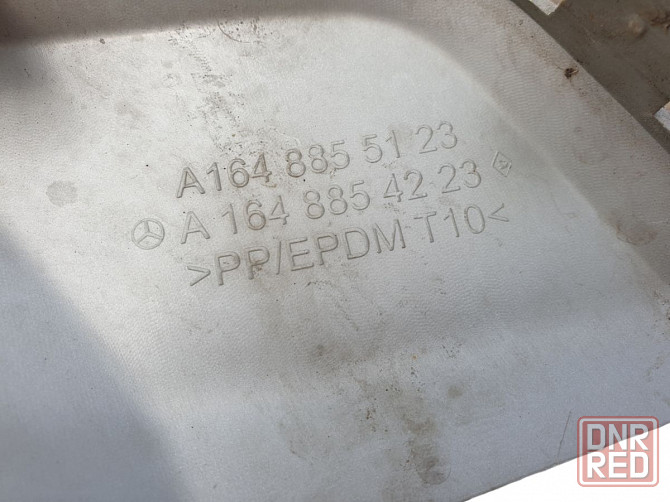 A164 885 51 23
A 164 885 42 23
>PP/EPDM T10<
DNR
RED